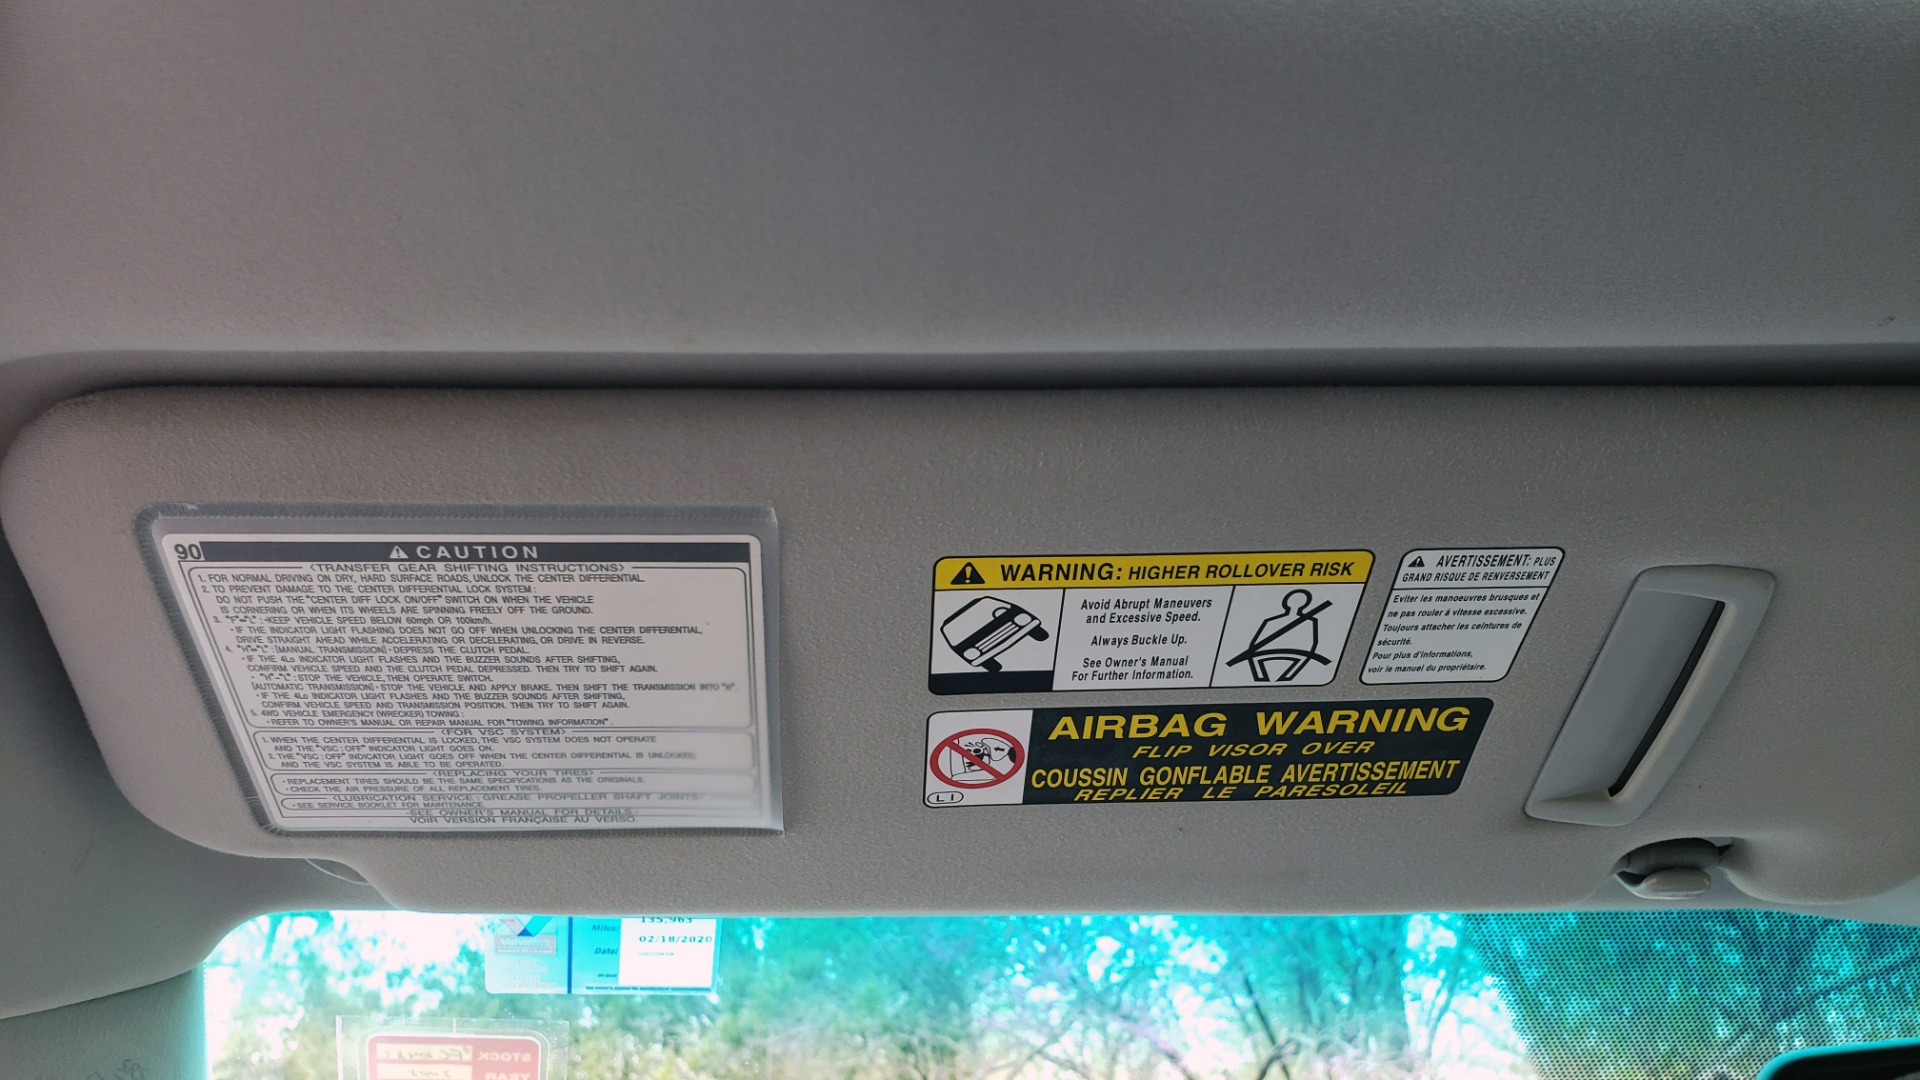 90
CAUTION
<TRANSFER GEAR SHIFTING INSTRUCTIONS>
1. FOR NORMAL DRIVING ON DRY, HARD SURFACE ROADS, UNLOCK THE CENTER DIFFERENTIAL.
2. TO PREVENT DAMAGE TO THE CENTER DIFFERENTIAL LOCK SYSTEM :
DO NOT PUSH THE "CENTER DIFF LOCK ON/OFF" SWITCH ON WHEN THE VEHICLE
IS CORNERING OR WHEN ITS WHEELS ARE SPINNING FREELY OFF THE GROUND.
3. "F"⇔"L" : •KEEP VEHICLE SPEED BELOW 60mph OR 100km/h.
• IF THE INDICATOR LIGHT FLASHING DOES NOT GO OFF WHEN UNLOCKING THE CENTER DIFFERENTIAL,
DRIVE STRAIGHT AHEAD WHILE ACCELERATING OR DECELERATING, OR DRIVE IN REVERSE.
4. "H"⇔"L" : [MANUAL TRANSMISSION] • DEPRESS THE CLUTCH PEDAL.
• IF THE 4Lo INDICATOR LIGHT FLASHES AND THE BUZZER SOUNDS AFTER SHIFTING,
CONFIRM VEHICLE SPEED AND THE CLUTCH PEDAL DEPRESSED. THEN TRY TO SHIFT AGAIN.
• "H"-"L" : STOP THE VEHICLE, THEN OPERATE SWITCH.
[AUTOMATIC TRANSMISSION] • STOP THE VEHICLE AND APPLY BRAKE. THEN SHIFT THE TRANSMISSION INTO "N"
• IF THE 4Lo INDICATOR LIGHT FLASHES AND THE BUZZER SOUNDS AFTER SHIFTING,
CONFIRM VEHICLE SPEED AND TRANSMISSION POSITION. THEN TRY TO SHIFT AGAIN.
5. 4WD VEHICLE EMERGENCY (WRECKER) TOWING :
• REFER TO OWNER'S MANUAL OR REPAIR MANUAL FOR "TOWING INFORMATION" .
<FOR VSC SYSTEM>
1. WHEN THE CENTER DIFFERENTIAL IS LOCKED, THE VSC SYSTEM DOES NOT OPERATE
AND THE "VSC : OFF" INDICATOR LIGHT GOES ON.
2. THE "VSC : OFF" INDICATOR LIGHT GOES OFF WHEN THE CENTER DIFFERENTIAL IS UNLOCKED,
AND THE VSC SYSTEM IS ABLE TO BE OPERATED.
<REPLACING YOUR TIRES>
• REPLACEMENT TIRES SHOULD BE THE SAME SPECIFICATIONS AS THE ORIGINALS.
• CHECK THE AIR PRESSURE OF ALL REPLACEMENT TIRES.
<LUBRICATION SERVICE : GREASE PROPELLER SHAFT JOINTS>
• SEE SERVICE BOOKLET FOR MAINTENANCE.
•SEE OWNER'S MANUAL FOR DETAILS.•
VOIR VERSION FRANÇAISE AU VERSO.
WARNING: HIGHER ROLLOVER RISK
Avoid Abrupt Maneuvers
and Excessive Speed.
Always Buckle Up.
See Owner's Manual
For Further Information.
AVERTISSEMENT: PLUS
GRAND RISQUE DE RENVERSEMENT
Eviter les manoeuvres brusques et
ne pas rouler á vitesse excessive.
Toujours attacher les ceintures de
sécurité.
Pour plus d'informations,
voir le manuel du propriétaire.
AIRBAG WARNING
FLIP VISOR OVER
COUSSIN GONFLABLE AVERTISSEMENT
REPLIER LE PARESOLEIL
L I
135,963
Miles:
02/18/2020
Date:
Valvoline
STOCK
YEAR